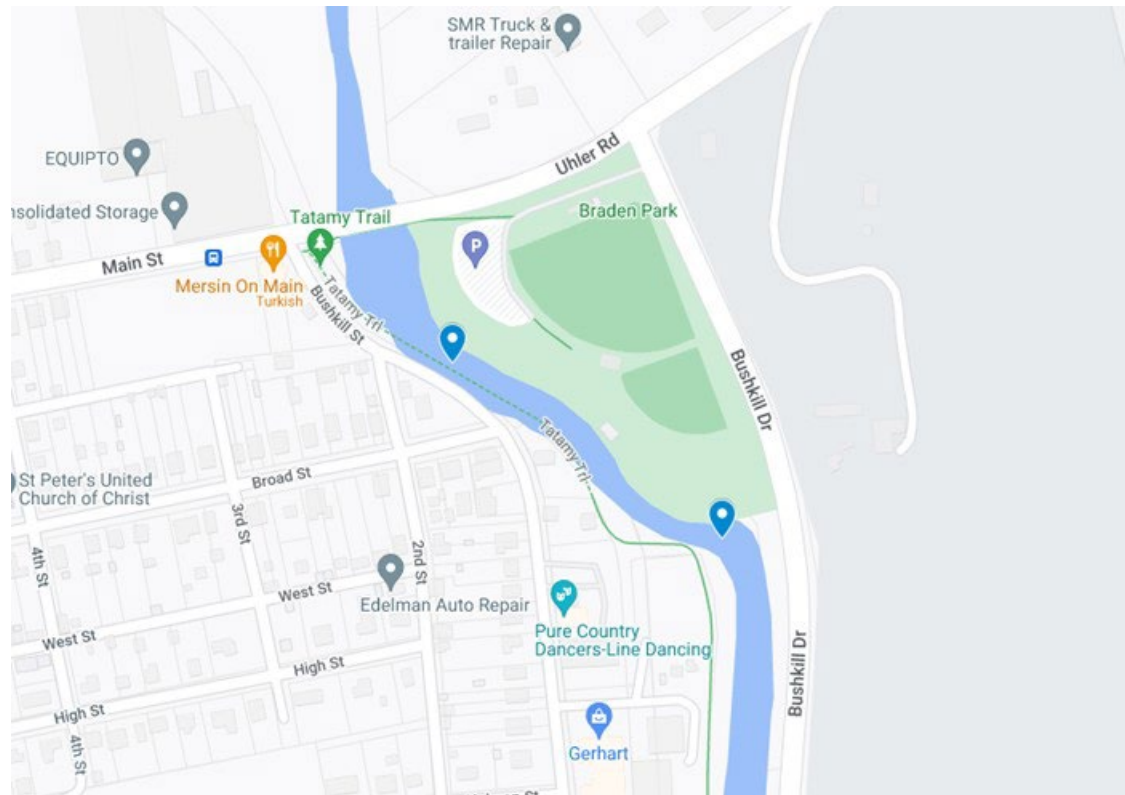 SMR Truck &
trailer Repair
EQUIPTO
Uhler Rd
nsolidated Storage
Tatamy Trail
Braden Park
Main St
P
Mersin On Main
Turkish
Tatamy Trl
Bushkill St
Bushkill Dr
Tatamy Trl
St Peter's United
Church of Christ
Broad St
3rd St
4th St
2nd St
West St
Edelman Auto Repair
West St
Pure Country
Dancers-Line Dancing
High St
Bushkill Dr
High St
4th St
Gerhart